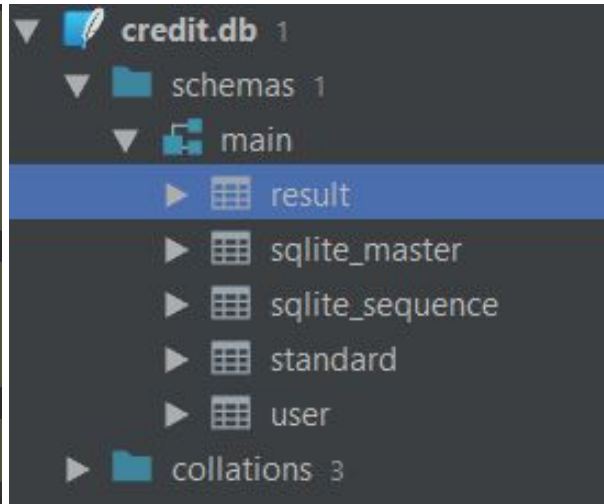 credit.db 1
schemas 1
main
result
sqlite_master
sqlite_sequence
standard
user
collations 3